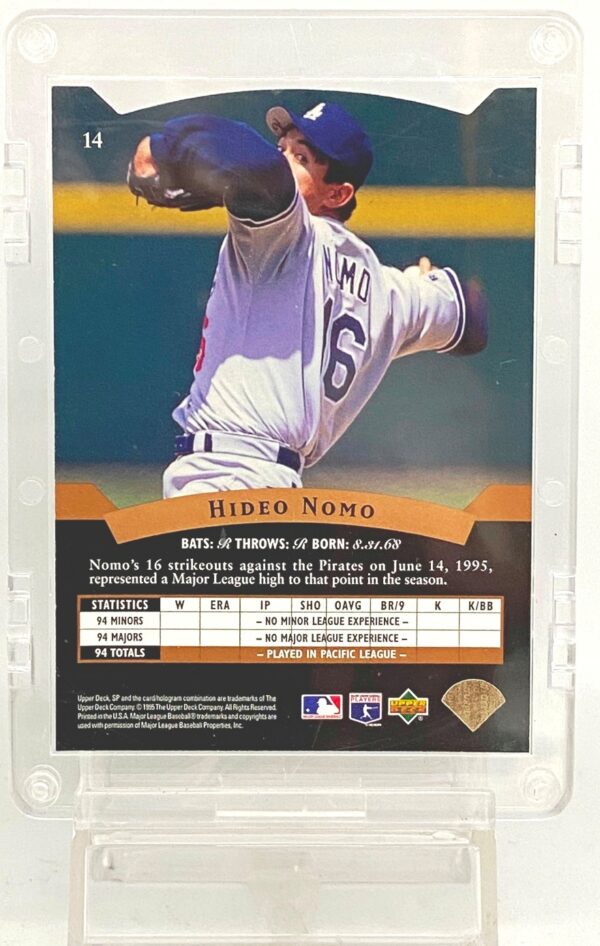 14
LA
NOMO
16
HIDEO NOMO
BATS: R THROWS: R BORN: 8.31.68
Nomo's 16 strikeouts against the Pirates on June 14, 1995,
represented a Major League high to that point in the season.
STATISTICS W ERA IP SHO OAVG BR/9 K K/BB
94 MINORS – NO MINOR LEAGUE EXPERIENCE –
94 MAJORS – NO MAJOR LEAGUE EXPERIENCE –
94 TOTALS – PLAYED IN PACIFIC LEAGUE –
Upper Deck, SP and the card/hologram combination are trademarks of The
Upper Deck Company. © 1995 The Upper Deck Company. All Rights Reserved.
Printed in the U.S.A. Major League Baseball® trademarks and copyrights are
used with permission of Major League Baseball Properties, Inc.
PLAYERS
UPPER
DECK